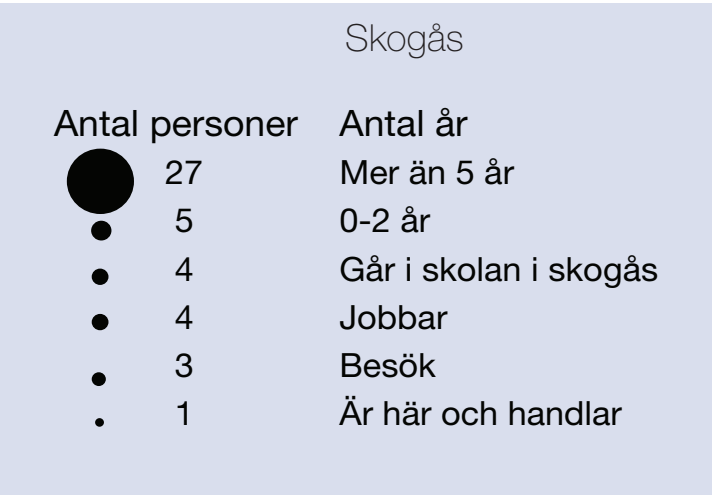 Skogås
Antal personer Antal år
27 Mer än 5 år
5 0-2 år
4 Går i skolan i skogås
4 Jobbar
3 Besök
1 Är här och handlar